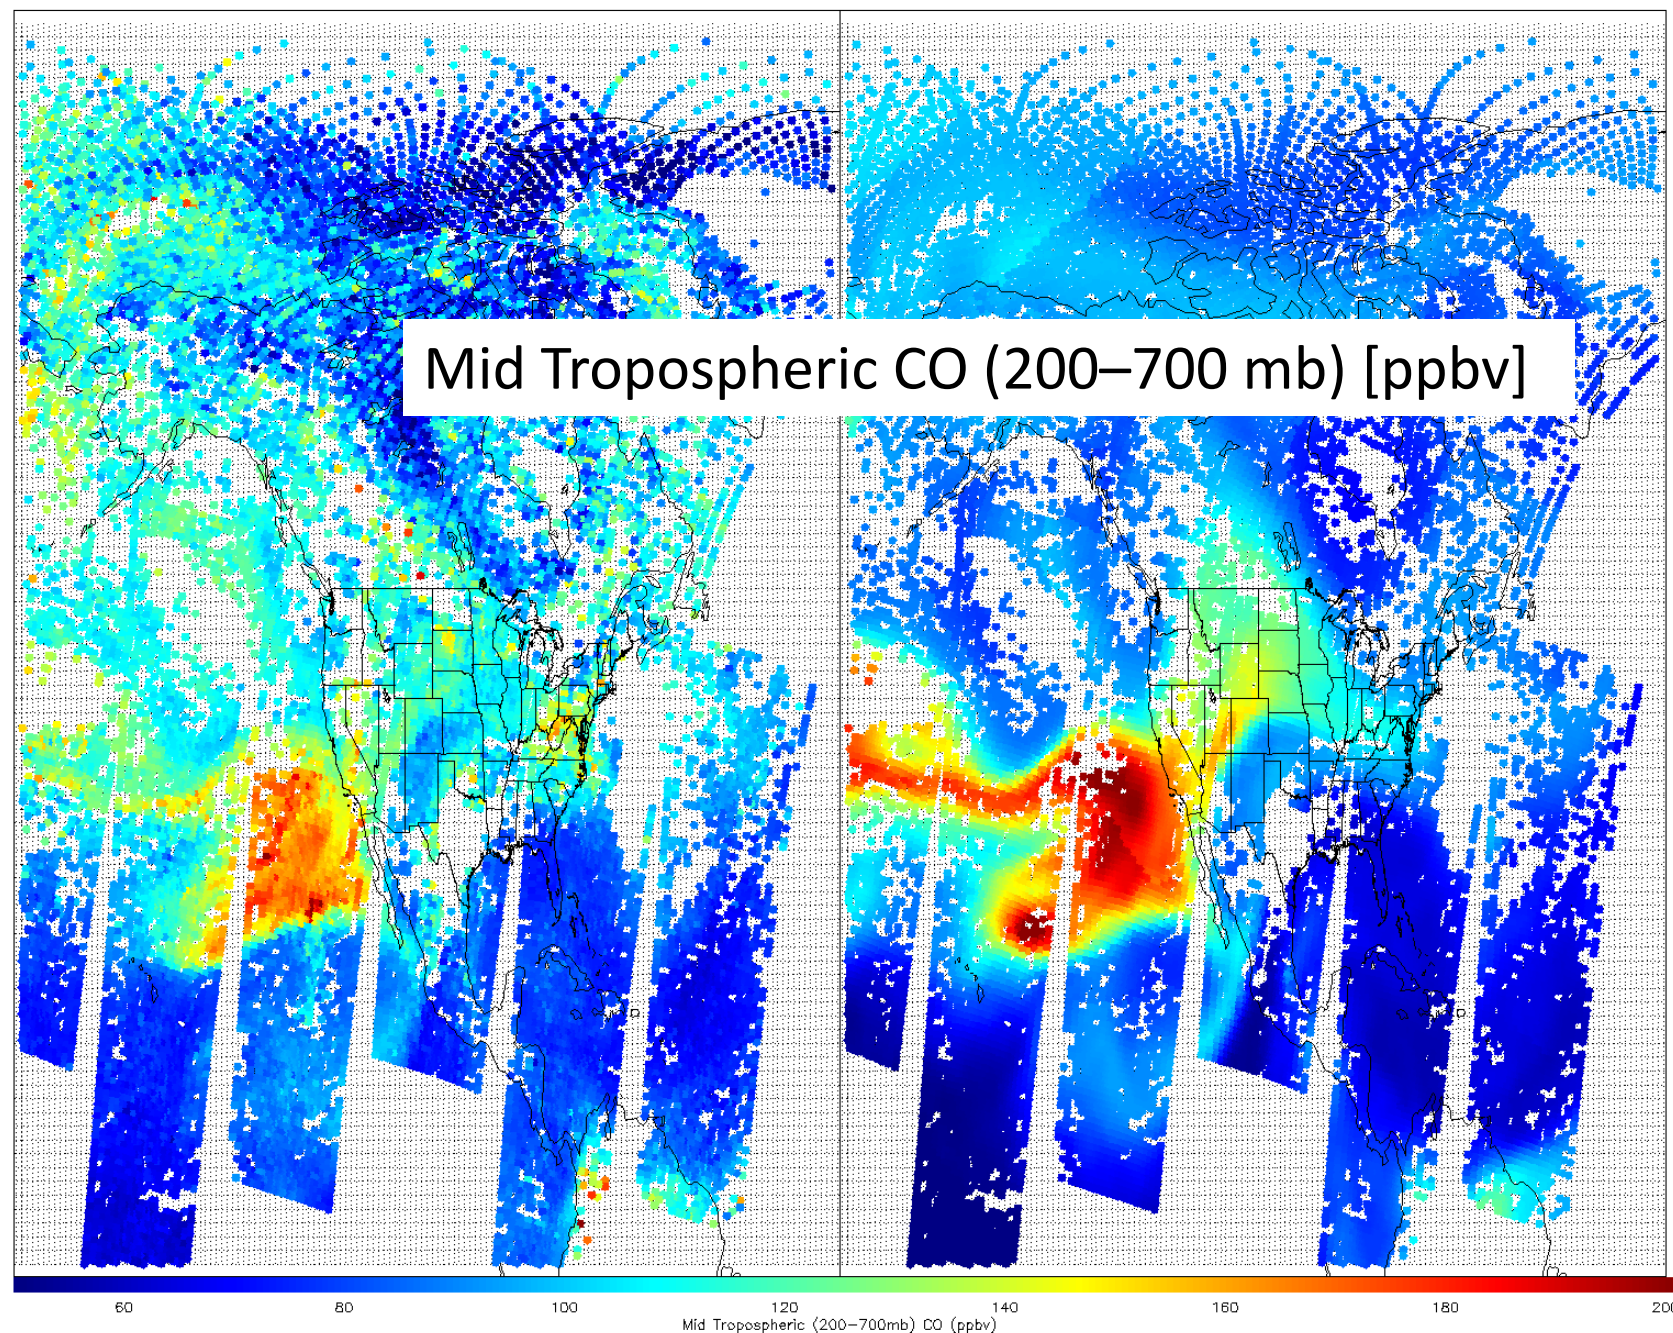 Mid Tropospheric CO (200–700 mb) [ppbv]
60 80 100 120 140 160 180 200
Mid Tropospheric (200-700mb) CO (ppbv)